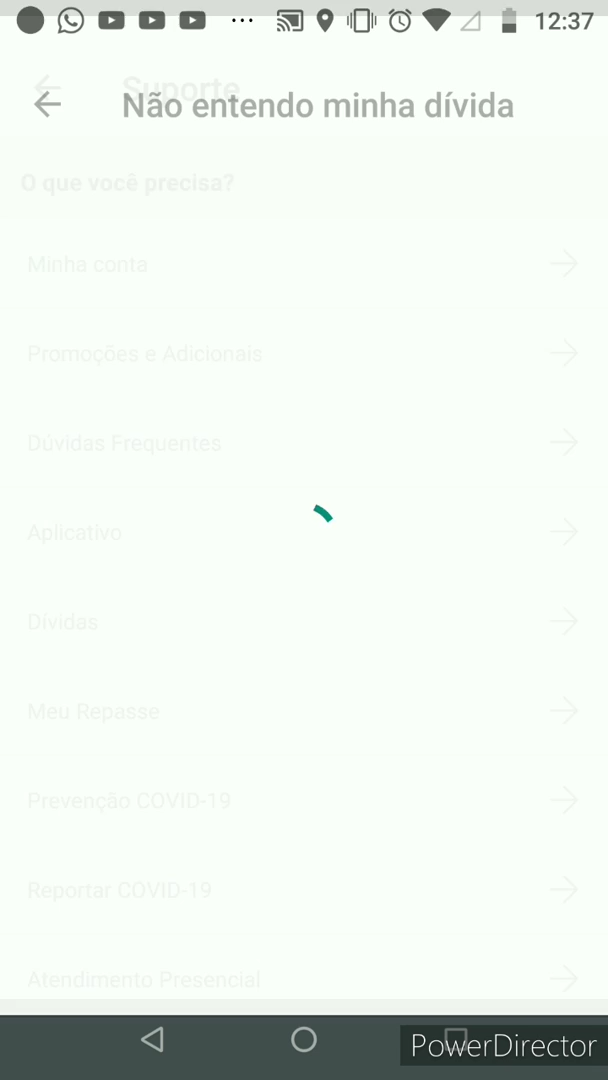 12:37
Suporte
Não entendo minha dívida
O que você precisa?
Minha conta
Promoções e Adicionais
Dúvidas Frequentes
Aplicativo
Dívidas
Meu Repasse
Prevenção COVID-19
Reportar COVID-19
Atendimento Presencial
PowerDirector